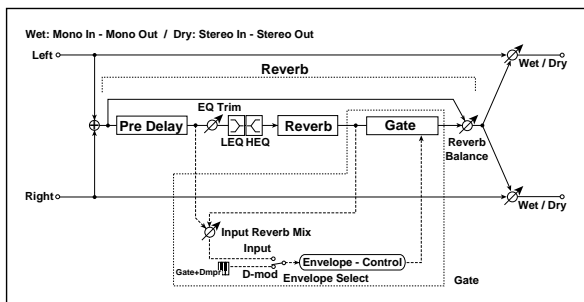 Wet: Mono In - Mono Out / Dry: Stereo In - Stereo Out
Left
Wet / Dry
Reverb
EQ Trim
Pre Delay
LEQ HEQ
Reverb
Gate
Reverb
Balance
Right
Wet / Dry
Input Reverb Mix
Input
Gate+Dmpr
D-mod
Envelope - Control
Envelope Select
Gate